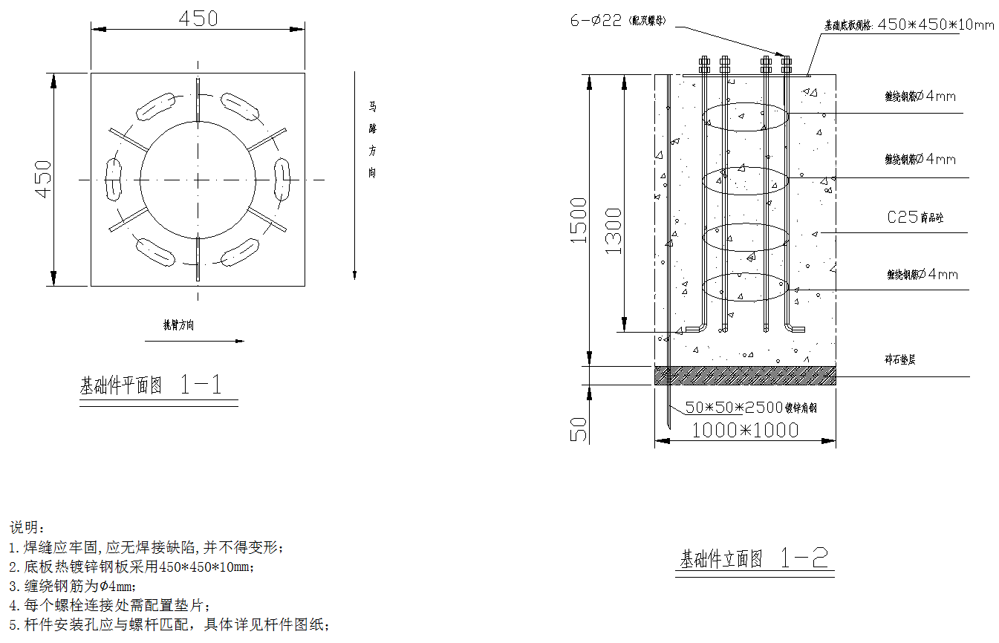 450
450
马路方向
挑臂方向
基础件平面图 1-1
6-Ø22 (配双螺母)
基础底板规格: 450*450*10mm
缠绕钢筋Ø4mm
缠绕钢筋Ø4mm
C25商品砼
缠绕钢筋Ø4mm
碎石垫层
1500
1300
50
50*50*2500镀锌角钢
1000*1000
基础件立面图 1-2
说明:
1.焊缝应牢固,应无焊接缺陷,并不得变形;
2.底板热镀锌钢板采用450*450*10mm;
3.缠绕钢筋为Ø4mm;
4.每个螺栓连接处需配置垫片;
5.杆件安装孔应与螺杆匹配，具体详见杆件图纸;